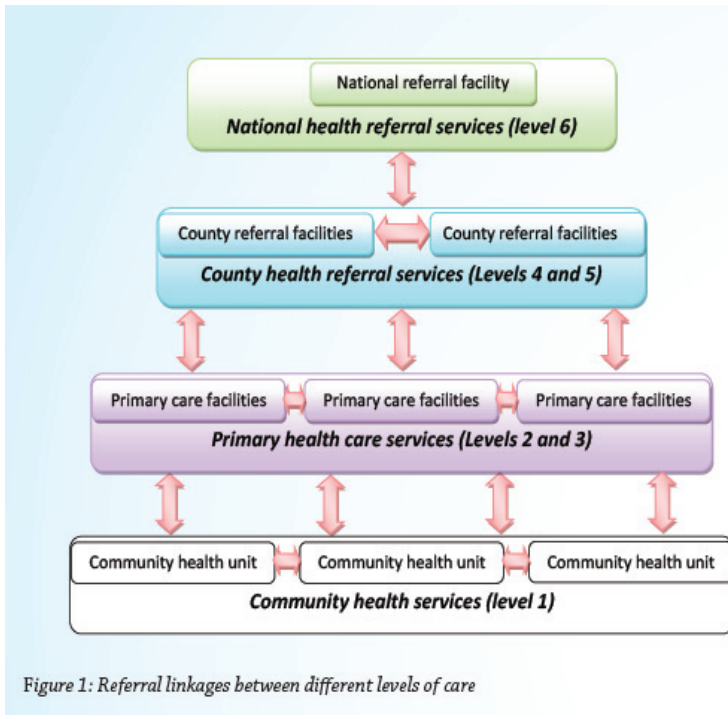 National referral facility
National health referral services (level 6)
County referral facilities County referral facilities
County health referral services (Levels 4 and 5)
Primary care facilities Primary care facilities Primary care facilities
Primary health care services (Levels 2 and 3)
Community health unit Community health unit Community health unit
Community health services (level 1)
Figure 1: Referral linkages between different levels of care